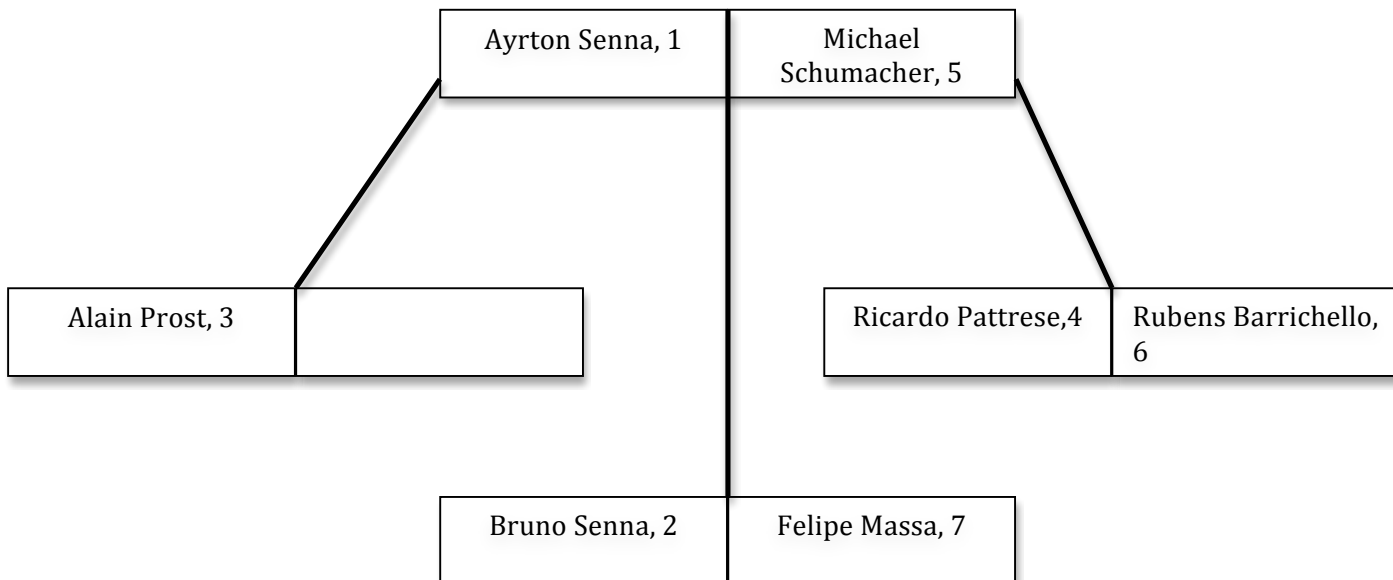 Ayrton Senna, 1
Michael
Schumacher, 5
Alain Prost, 3
Ricardo Pattrese,4
Rubens Barrichello,
6
Bruno Senna, 2
Felipe Massa, 7